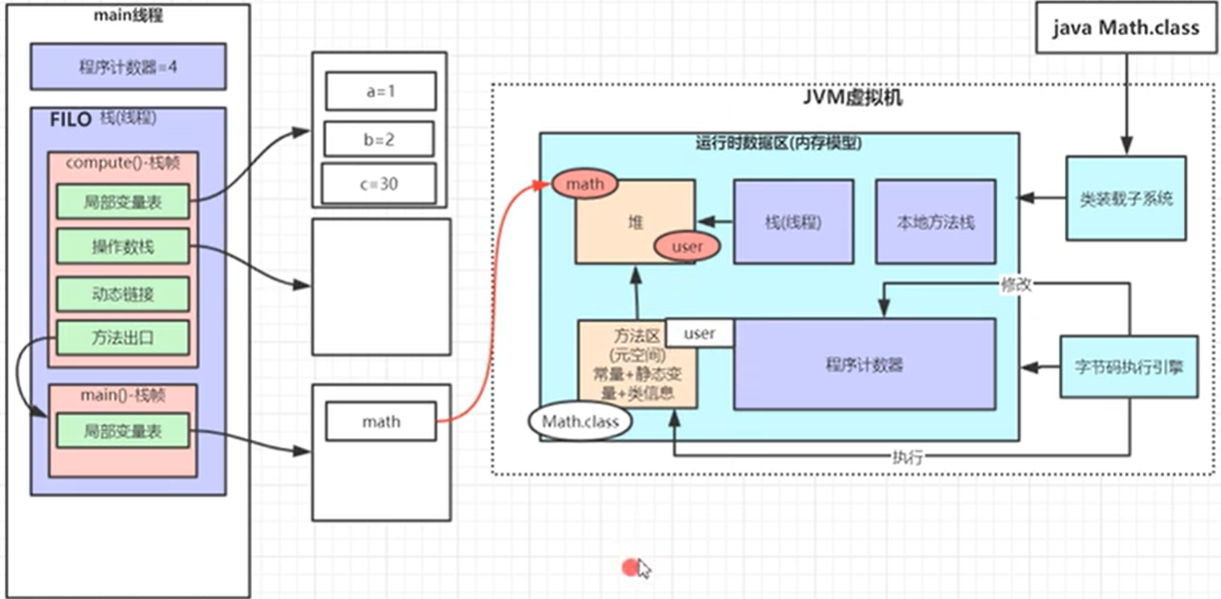 main线程
程序计数器=4
FILO 栈(线程)
compute()-栈帧
局部变量表
操作数栈
动态链接
方法出口
main()-栈帧
局部变量表
a=1
b=2
c=30
math
java Math.class
JVM虚拟机
运行时数据区(内存模型)
math
堆
user
栈(线程)
本地方法栈
类装载子系统
修改
方法区
(元空间)
常量+静态变
量+类信息
user
程序计数器
字节码执行引擎
Math.class
执行